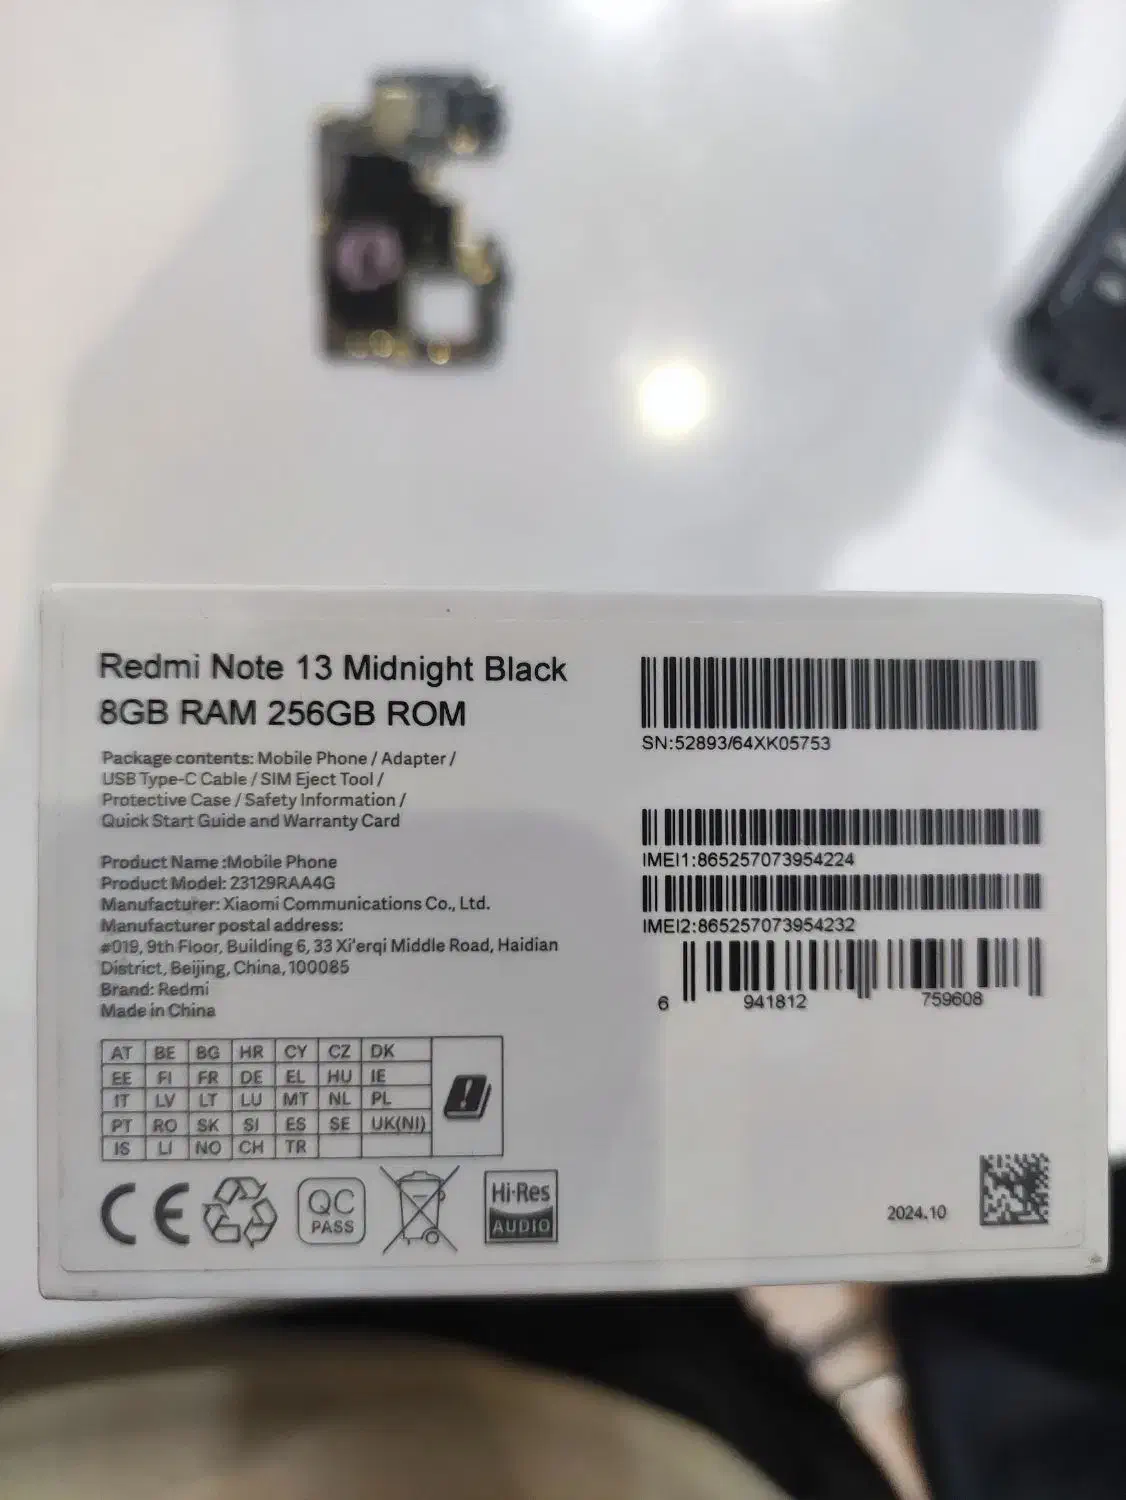 Redmi Note 13 Midnight Black
8GB RAM 256GB ROM
Package contents: Mobile Phone / Adapter /
USB Type-C Cable / SIM Eject Tool /
Protective Case / Safety Information /
Quick Start Guide and Warranty Card
Product Name :Mobile Phone
Product Model: 23129RAA4G
Manufacturer: Xiaomi Communications Co., Ltd.
Manufacturer postal address:
#019, 9th Floor, Building 6, 33 Xi'erqi Middle Road, Haidian
District, Beijing, China, 100085
Brand: Redmi
Made in China
AT BE BG HR CY CZ DK
EE FI FR DE EL HU IE
IT LV LT LU MT NL PL
PT RO SK SI ES SE UK(NI)
IS LI NO CH TR
CE
QC
PASS
Hi-Res
AUDIO
SN:52893/64XK05753
IMEI1:865257073954224
IMEI2:865257073954232
6 941812 759608
2024.10